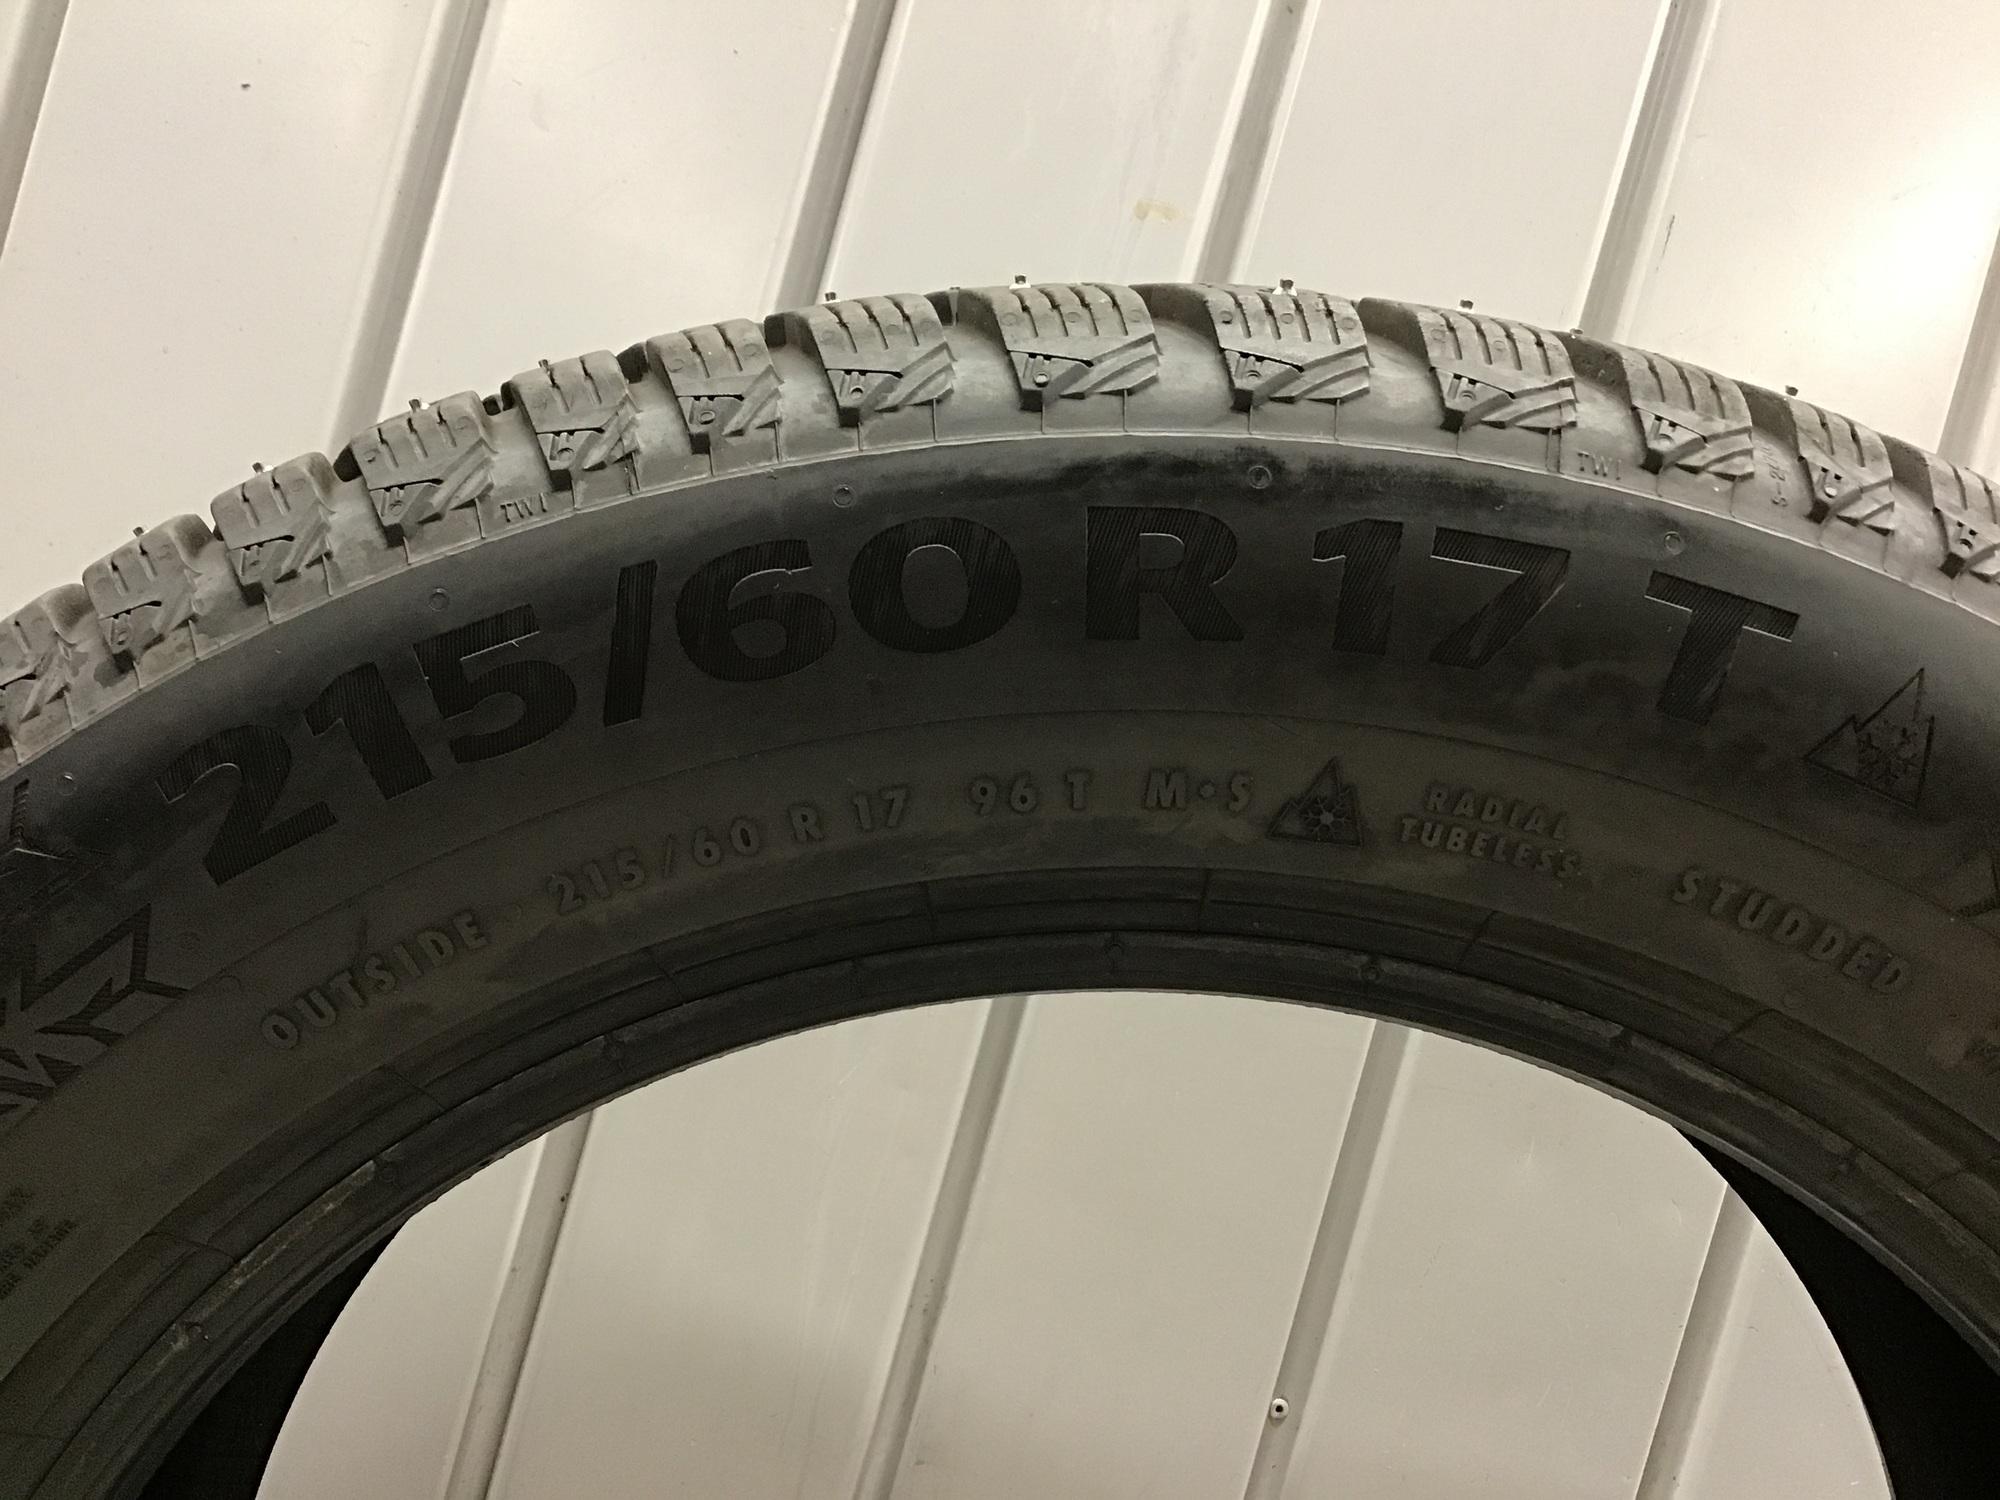 TWI
TWI
215/60 R 17 T
OUTSIDE 215/60 R 17 96 T M•S RADIAL
TUBELESS
STUDDED